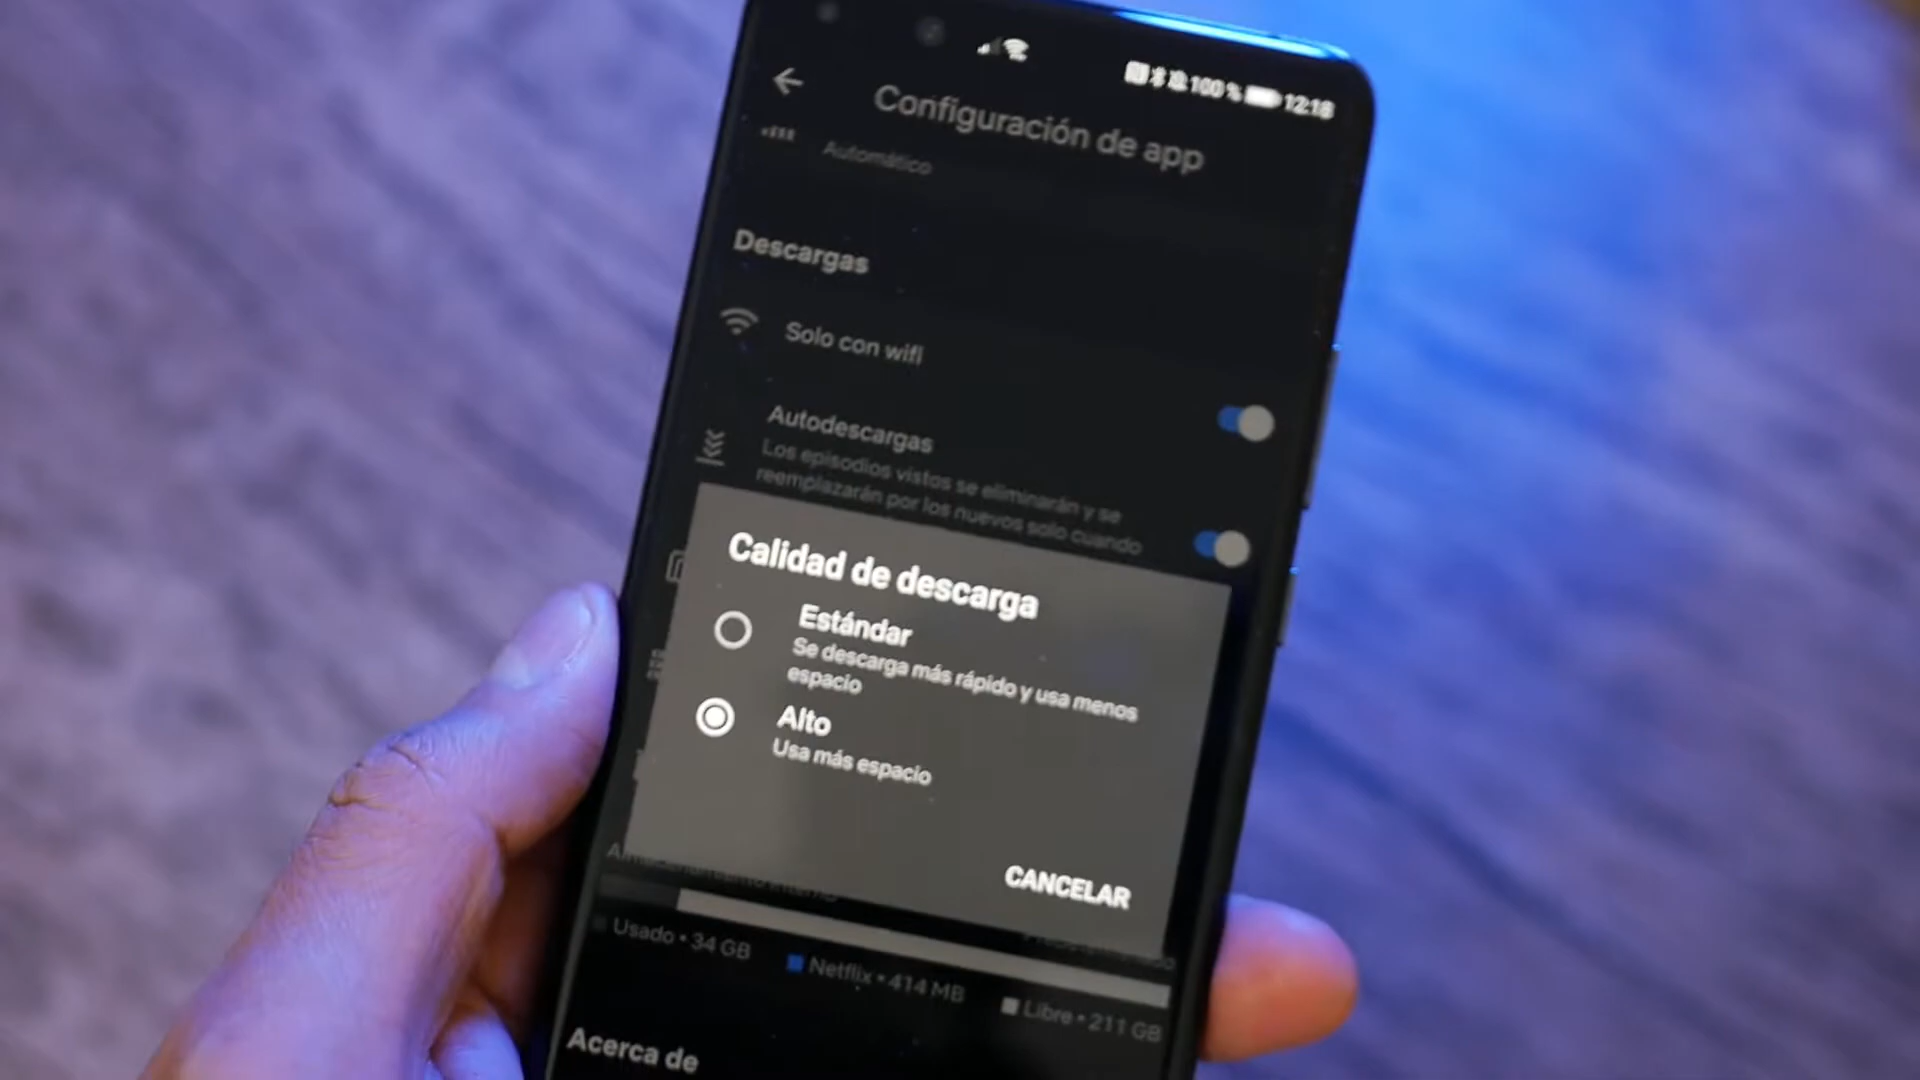 100 % 12:18
Configuración de app
Automático
Descargas
Solo con wifi
Autodescargas
Los episodios vistos se eliminarán y se
reemplazarán por los nuevos solo cuando
Calidad de descarga
Estándar
Se descarga más rápido y usa menos
espacio
Alto
Usa más espacio
CANCELAR
Usado • 34 GB
Netflix • 414 MB
Libre • 211 GB
Acerca de